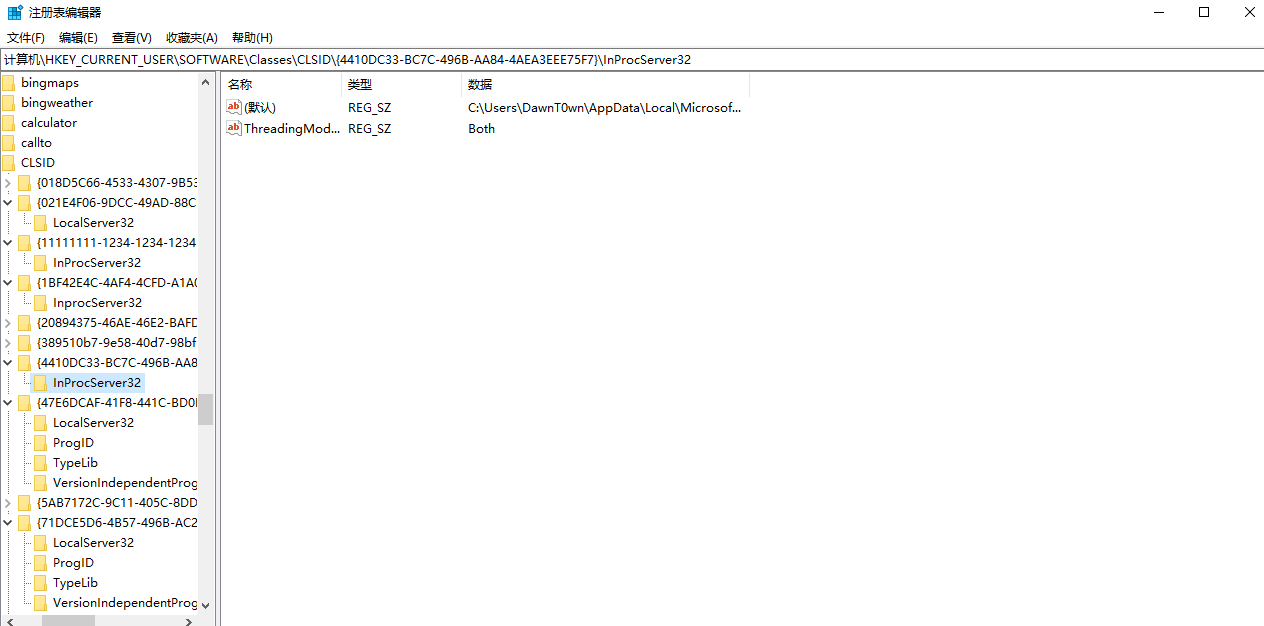 注册表编辑器
文件(F) 编辑(E) 查看(V) 收藏夹(A) 帮助(H)
计算机\HKEY_CURRENT_USER\SOFTWARE\Classes\CLSID\{4410DC33-BC7C-496B-AA84-4AEA3EEE75F7}\InProcServer32
bingmaps
bingweather
calculator
callto
CLSID
{018D5C66-4533-4307-9B53
{021E4F06-9DCC-49AD-88C
LocalServer32
{11111111-1234-1234-1234
InProcServer32
{1BF42E4C-4AF4-4CFD-A1A0
InprocServer32
{20894375-46AE-46E2-BAFD
{389510b7-9e58-40d7-98bf
{4410DC33-BC7C-496B-AA8
InProcServer32
{47E6DCAF-41F8-441C-BD0
LocalServer32
ProgID
TypeLib
VersionIndependentProg
{5AB7172C-9C11-405C-8DD
{71DCE5D6-4B57-496B-AC2
LocalServer32
ProgID
TypeLib
VersionIndependentProg
名称 类型 数据
ab (默认) REG_SZ C:\Users\DawnT0wn\AppData\Local\Microsof...
ab ThreadingMod... REG_SZ Both